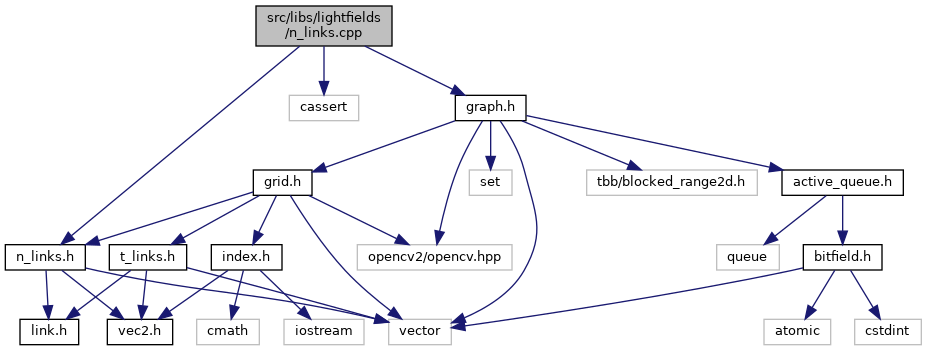 src/libs/lightfields
/n_links.cpp
cassert
graph.h
grid.h
set
tbb/blocked_range2d.h
active_queue.h
n_links.h
t_links.h
index.h
opencv2/opencv.hpp
queue
bitfield.h
link.h
vec2.h
cmath
iostream
vector
atomic
cstdint